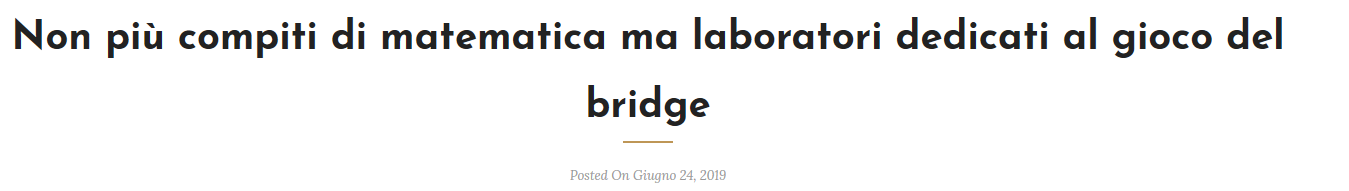 Non più compiti di matematica ma laboratori dedicati al gioco del
bridge
Posted On Giugno 24, 2019